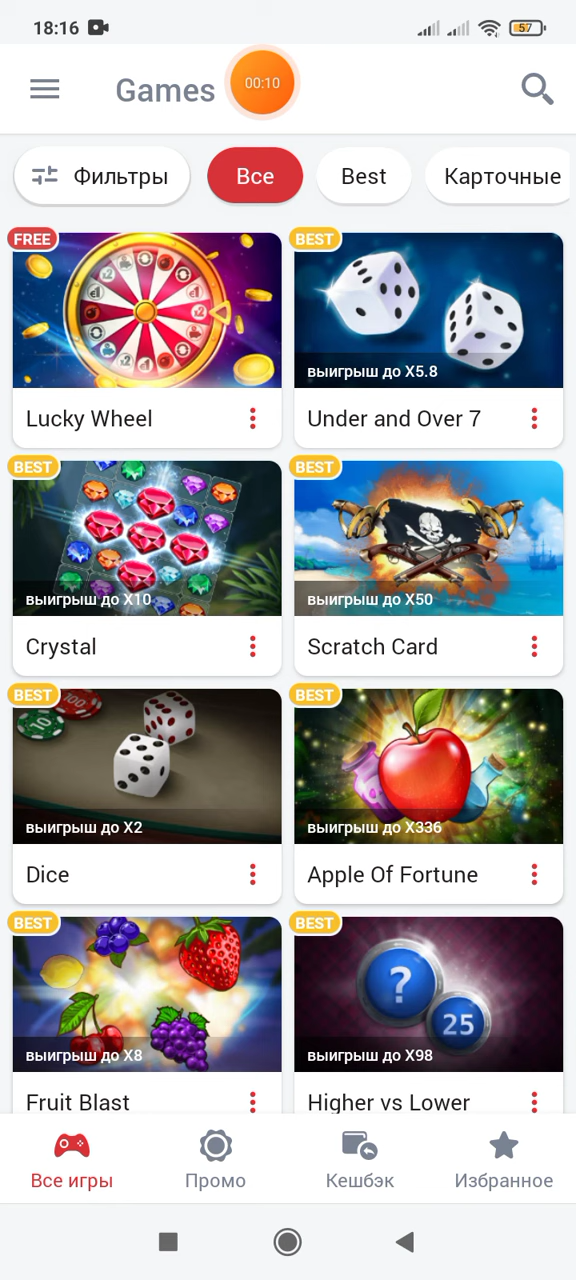 18:16
57
Games
00:10
Фильтры
Все
Best
Карточные
FREE
BEST
выигрыш до X5.8
Lucky Wheel
Under and Over 7
BEST
BEST
выигрыш до X10
выигрыш до X50
Crystal
Scratch Card
BEST
BEST
10
100
выигрыш до X2
выигрыш до X336
Dice
Apple Of Fortune
BEST
BEST
?
25
выигрыш до X8
выигрыш до X98
Fruit Blast
Higher vs Lower
Все игры
Промо
Кешбэк
Избранное